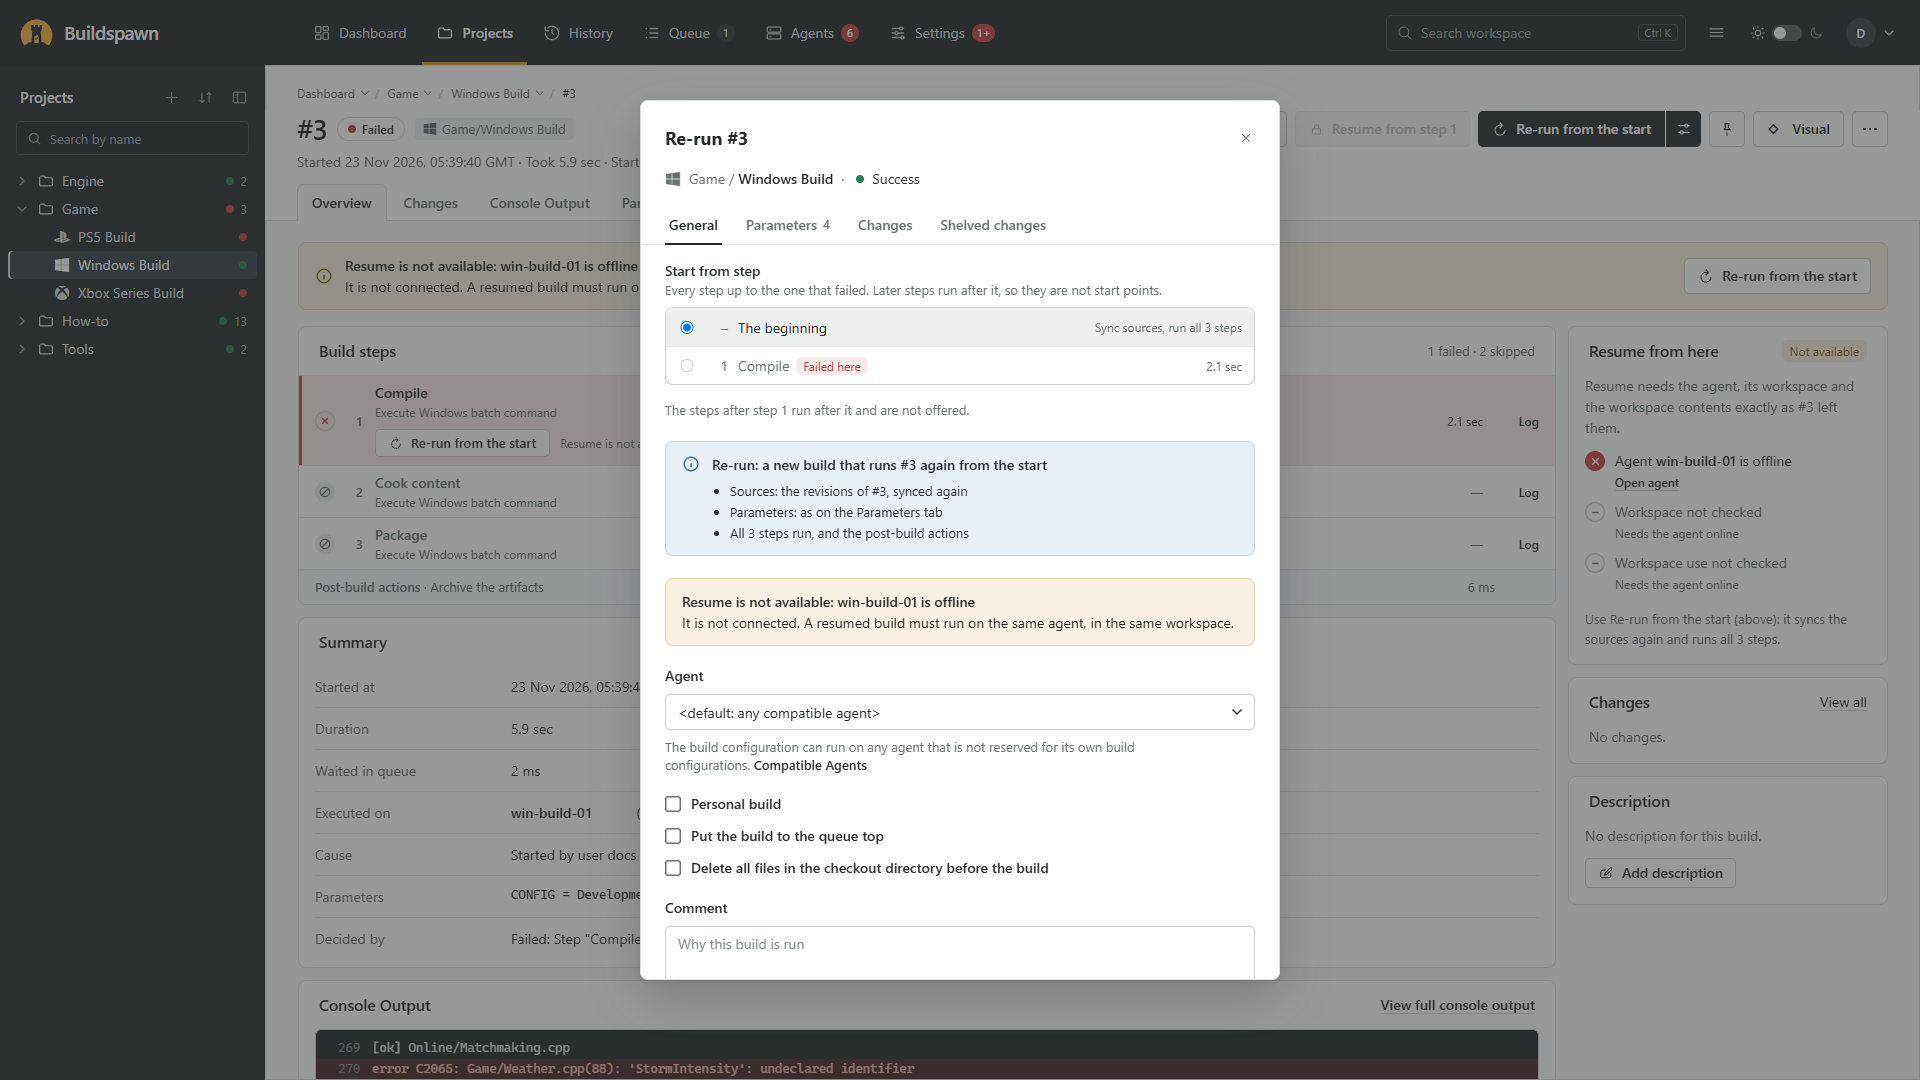 Buildspawn
Dashboard
Projects
History
Queue 1
Agents 6
Settings 1+
Search workspace
Ctrl K
D
Projects
Search by name
Engine 2
Game 3
PS5 Build
Windows Build
Xbox Series Build
How-to 13
Tools 2
Dashboard / Game / Windows Build / #3
#3 Failed Game/Windows Build
Started 23 Nov 2026, 05:39:40 GMT · Took 5.9 sec · Start
Resume from step 1
Re-run from the start
Visual
Overview
Changes
Console Output
Pa
Resume is not available: win-build-01 is offline
It is not connected. A resumed build must run o
Re-run from the start
Build steps
1 failed · 2 skipped
1
Compile
Execute Windows batch command
Re-run from the start
Resume is not a
2.1 sec
Log
2
Cook content
Execute Windows batch command
—
Log
3
Package
Execute Windows batch command
—
Log
Post-build actions · Archive the artifacts
6 ms
Summary
Started at 23 Nov 2026, 05:39:4
Duration 5.9 sec
Waited in queue 2 ms
Executed on win-build-01 (
Cause Started by user docs
Parameters CONFIG = Developme
Decided by Failed: Step "Compile
Console Output
View full console output
269 [ok] Online/Matchmaking.cpp
270 error C2065: Game/Weather.cpp(88): 'StormIntensity': undeclared identifier
Resume from here
Not available
Resume needs the agent, its workspace and
the workspace contents exactly as #3 left
them.
Agent win-build-01 is offline
Open agent
Workspace not checked
Needs the agent online
Workspace use not checked
Needs the agent online
Use Re-run from the start (above): it syncs the
sources again and runs all 3 steps.
Changes
View all
No changes.
Description
No description for this build.
Add description
Re-run #3
Game / Windows Build · Success
General
Parameters 4
Changes
Shelved changes
Start from step
Every step up to the one that failed. Later steps run after it, so they are not start points.
– The beginning
Sync sources, run all 3 steps
1 Compile Failed here
2.1 sec
The steps after step 1 run after it and are not offered.
Re-run: a new build that runs #3 again from the start
• Sources: the revisions of #3, synced again
• Parameters: as on the Parameters tab
• All 3 steps run, and the post-build actions
Resume is not available: win-build-01 is offline
It is not connected. A resumed build must run on the same agent, in the same workspace.
Agent
<default: any compatible agent>
The build configuration can run on any agent that is not reserved for its own build
configurations. Compatible Agents
Personal build
Put the build to the queue top
Delete all files in the checkout directory before the build
Comment
Why this build is run